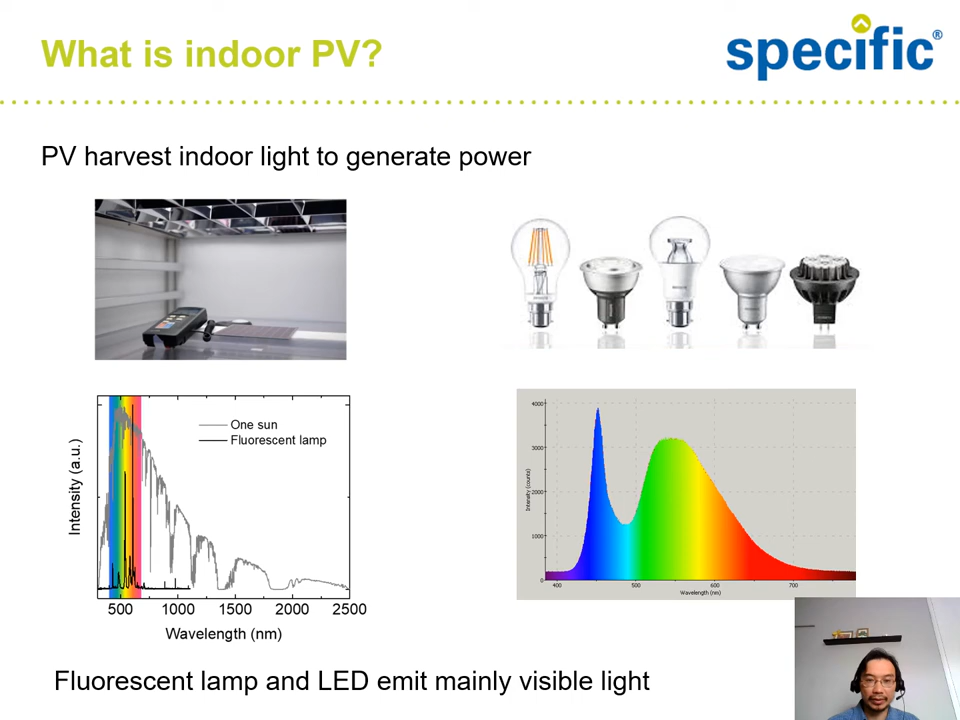 What is indoor PV?
specific®
PV harvest indoor light to generate power
One sun
Fluorescent lamp
Intensity (a.u.)
500 1000 1500 2000 2500
Wavelength (nm)
4000
3000
2000
1000
0
Intensity (counts)
400 500 600 700
Wavelength (nm)
Fluorescent lamp and LED emit mainly visible light